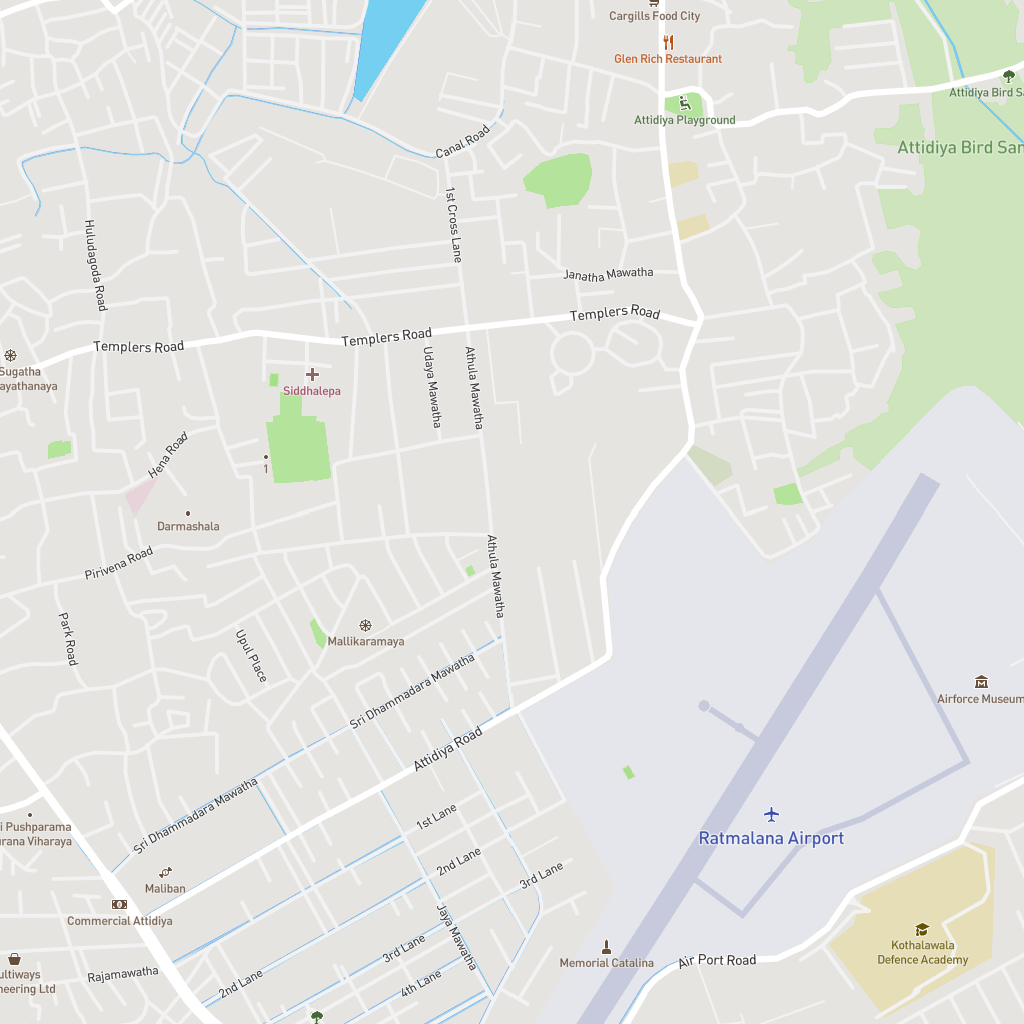 Cargills Food City
Glen Rich Restaurant
Attidiya Bird Sa
Attidiya Playground
Attidiya Bird San
Canal Road
1st Cross Lane
Huludagoda Road
Janatha Mawatha
Templers Road
Templers Road
Templers Road
Sugatha
ayathanaya
Siddhalepa
Udaya Mawatha
Athula Mawatha
Hena Road
1
Darmashala
Pirivena Road
Athula Mawatha
Park Road
Upul Place
Mallikaramaya
Sri Dhammadara Mawatha
Airforce Museum
Attidiya Road
Sri Dhammadara Mawatha
1st Lane
i Pushparama
urana Viharaya
Ratmalana Airport
2nd Lane
3rd Lane
Maliban
Commercial Attidiya
Jaya Mawatha
3rd Lane
Kothalawala
Defence Academy
Memorial Catalina
Air Port Road
ultiways
neering Ltd
Rajamawatha
2nd Lane
4th Lane